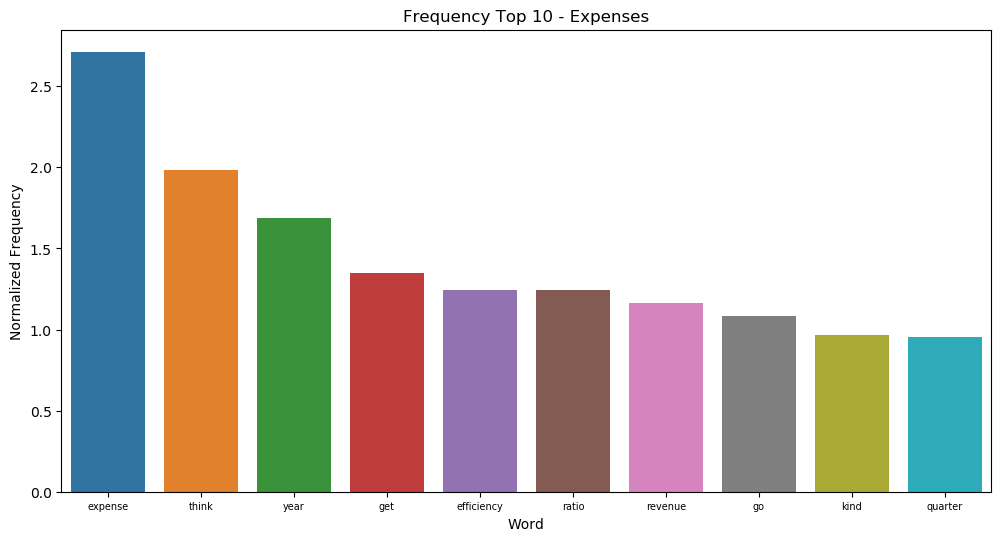 Frequency Top 10 - Expenses
Normalized Frequency
2.5
2.0
1.5
1.0
0.5
0.0
expense think year get efficiency ratio revenue go kind quarter
Word